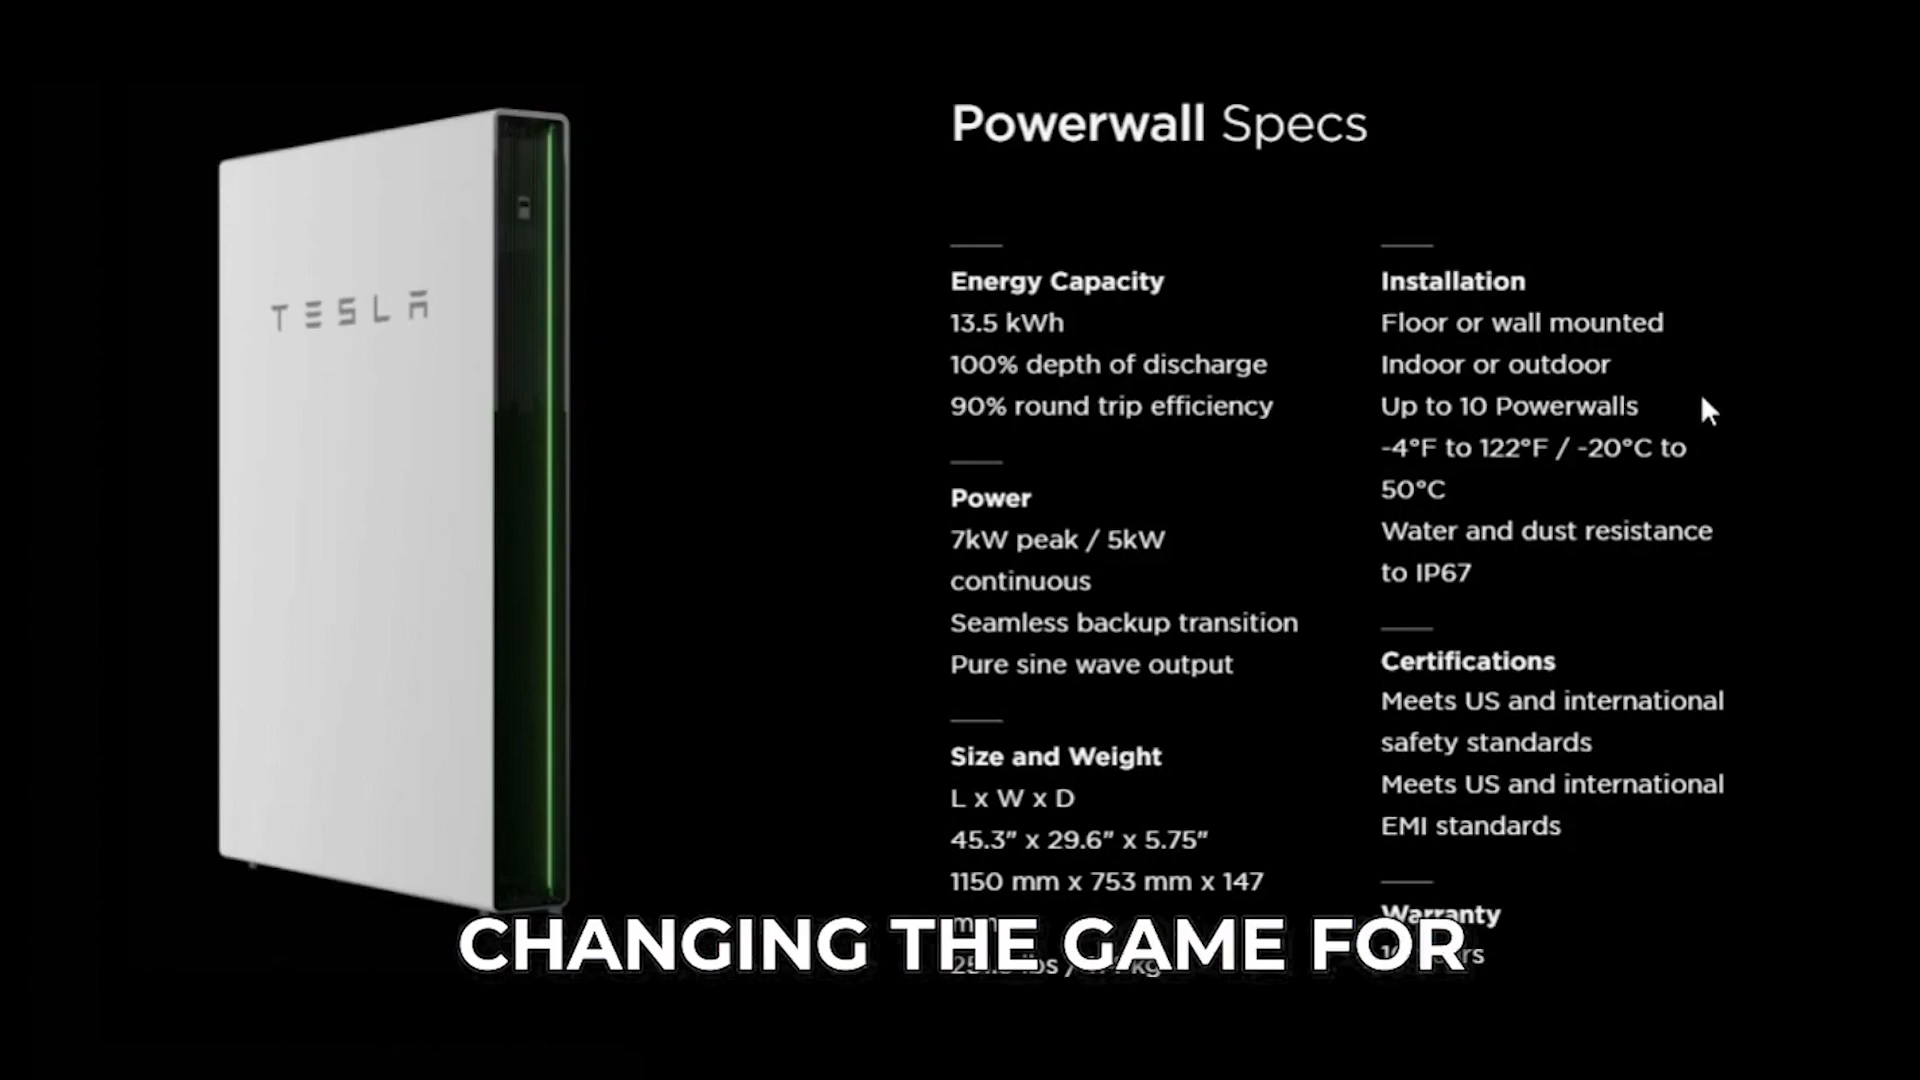 TESLA
Powerwall Specs
Energy Capacity
13.5 kWh
100% depth of discharge
90% round trip efficiency
Power
7kW peak / 5kW
continuous
Seamless backup transition
Pure sine wave output
Size and Weight
L x W x D
45.3" x 29.6" x 5.75"
1150 mm x 753 mm x 147
Installation
Floor or wall mounted
Indoor or outdoor
Up to 10 Powerwalls
-4°F to 122°F / -20°C to
50°C
Water and dust resistance
to IP67
Certifications
Meets US and international
safety standards
Meets US and international
EMI standards
Warranty
CHANGING THE GAME FOR